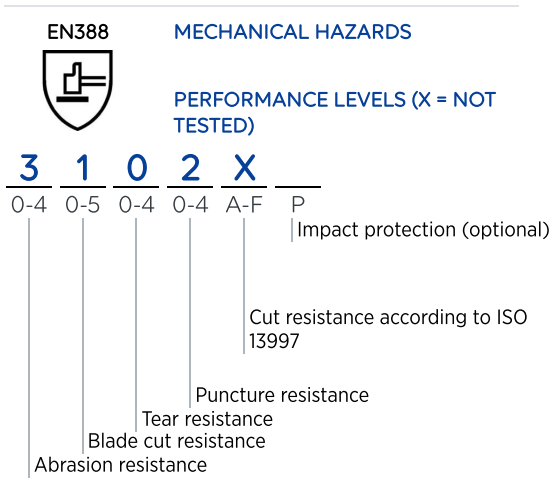 EN388
MECHANICAL HAZARDS
PERFORMANCE LEVELS (X = NOT
TESTED)
3 1 0 2 X
0-4 0-5 0-4 0-4 A-F P
Impact protection (optional)
Cut resistance according to ISO
13997
Puncture resistance
Tear resistance
Blade cut resistance
Abrasion resistance